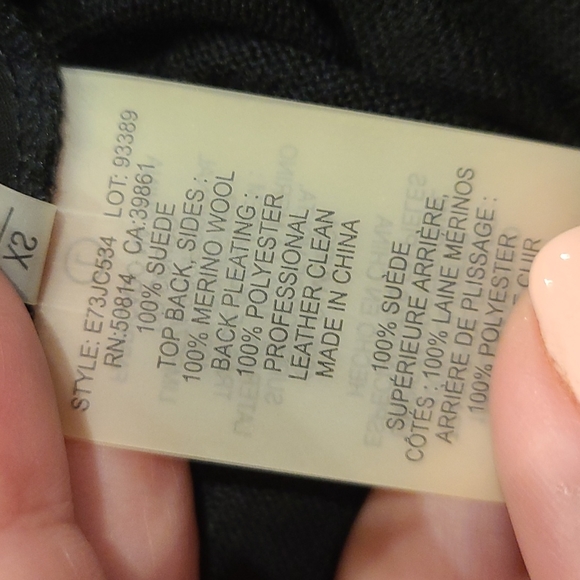 XS
STYLE: E73JC534 LOT: 93389
RN:50814 CA:39861
100% SUEDE
TOP BACK, SIDES :
100% MERINO WOOL
BACK PLEATING :
100% POLYESTER
PROFESSIONAL
LEATHER CLEAN
MADE IN CHINA
100% SUÈDE
SUPÉRIEURE ARRIÈRE,
CÔTÉS : 100% LAINE MÉRINOS
ARRIÈRE DE PLISSAGE :
100% POLYESTER
CUIR